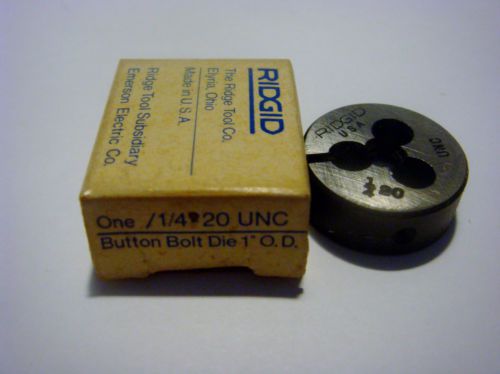 RIDGID
The Ridge Tool Co.
Elyria, Ohio
Made in U.S.A.
Ridge Tool Subsidiary
Emerson Electric Co.
One /1/4 20 UNC
Button Bolt Die 1" O.D.
RIDGID
USA
1/4 20
UNC